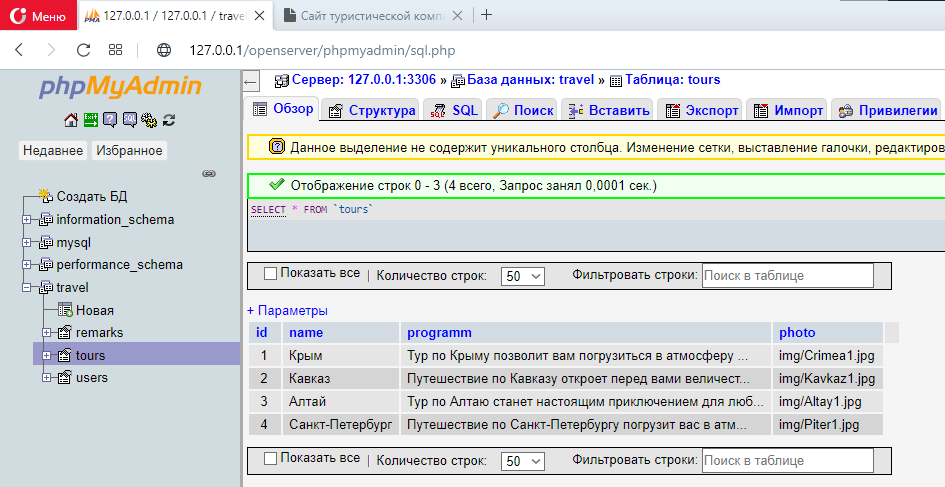 Меню
127.0.0.1 / 127.0.0.1 / trave
Сайт туристической комп
127.0.0.1/openserver/phpmyadmin/sql.php
phpMyAdmin
Недавнее Избранное
Создать БД
information_schema
mysql
performance_schema
travel
Новая
remarks
tours
users
Сервер: 127.0.0.1:3306 » База данных: travel » Таблица: tours
Обзор Структура SQL Поиск Вставить Экспорт Импорт Привилегии
Данное выделение не содержит уникального столбца. Изменение сетки, выставление галочки, редактиров
Отображение строк 0 - 3 (4 всего, Запрос занял 0,0001 сек.)
SELECT * FROM `tours`
Показать все | Количество строк: 50 Фильтровать строки: Поиск в таблице
+ Параметры
id name programm photo
1 Крым Тур по Крыму позволит вам погрузиться в атмосферу ... img/Crimea1.jpg
2 Кавказ Путешествие по Кавказу откроет перед вами величест... img/Kavkaz1.jpg
3 Алтай Тур по Алтаю станет настоящим приключением для люб... img/Altay1.jpg
4 Санкт-Петербург Путешествие по Санкт-Петербургу погрузит вас в атм... img/Piter1.jpg
Показать все | Количество строк: 50 Фильтровать строки: Поиск в таблице